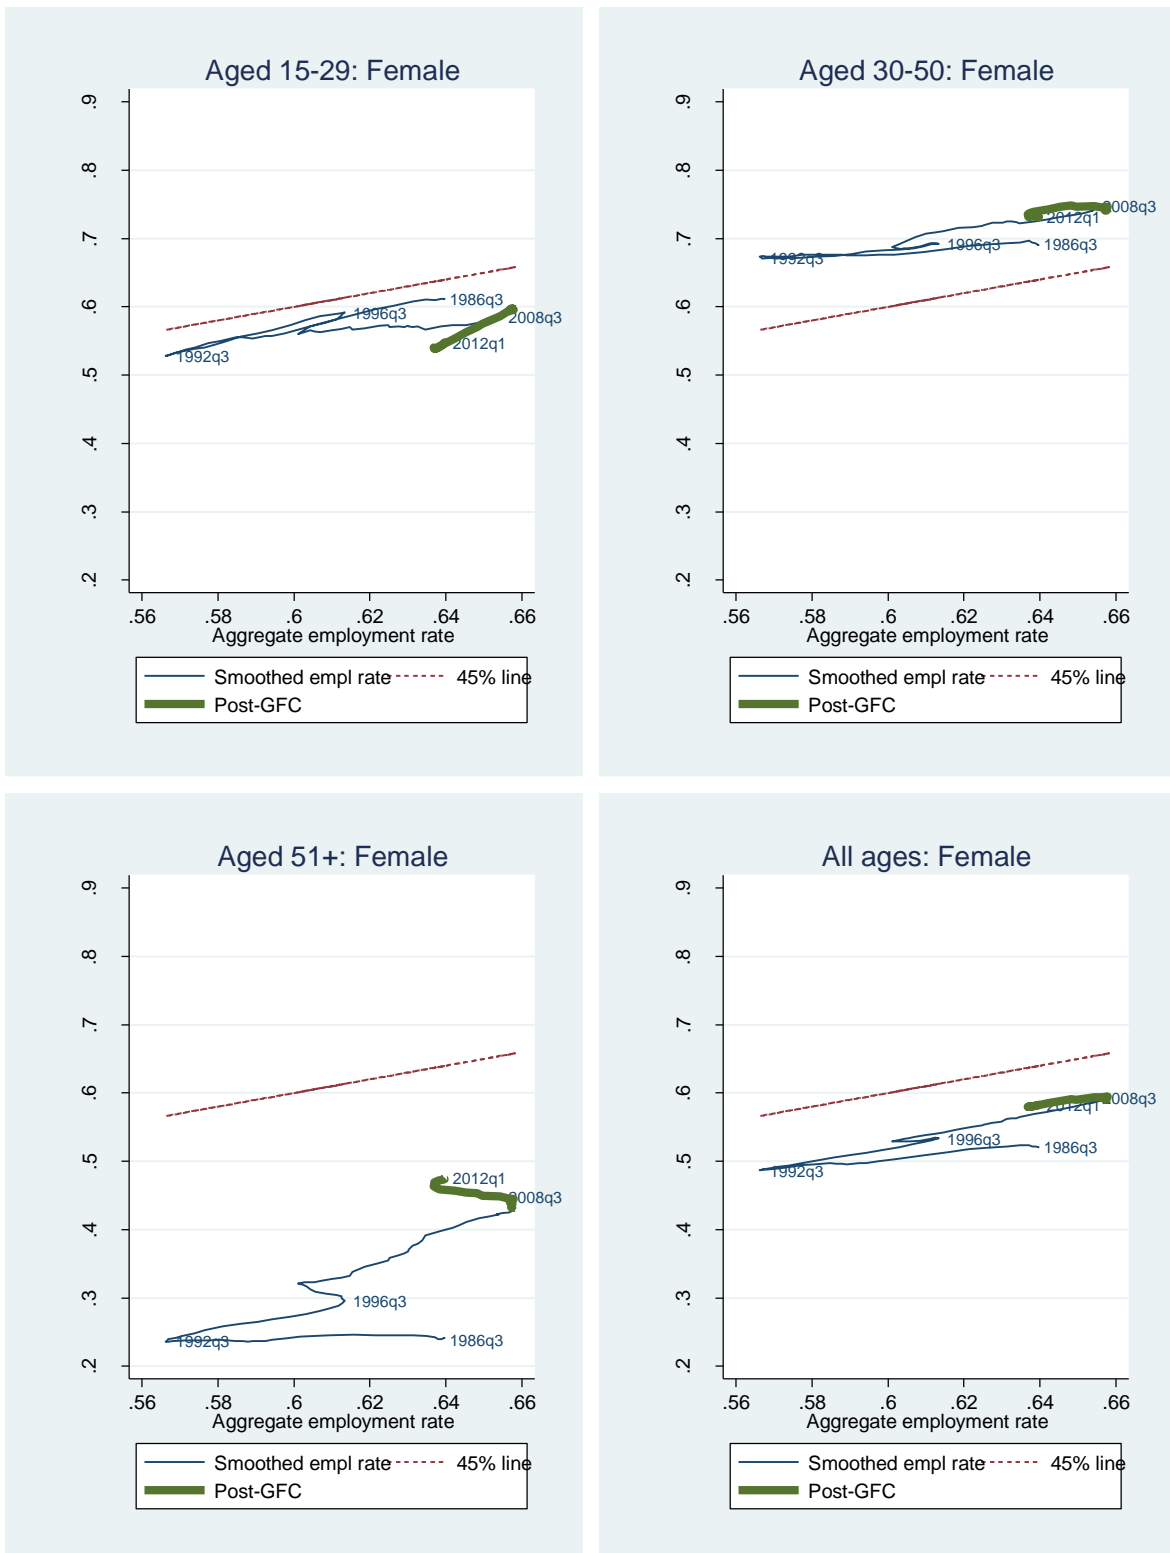 Aged 15-29: Female
.9
.8
.7
.6
.5
.4
.3
.2
1986q3
1996q3
2008q3
2012q1
1992q3
.56 .58 .6 .62 .64 .66
Aggregate employment rate
Smoothed empl rate 45% line
Post-GFC
Aged 30-50: Female
.9
.8
.7
.6
.5
.4
.3
.2
2008q3
2012q1
1996q3 1986q3
1992q3
.56 .58 .6 .62 .64 .66
Aggregate employment rate
Smoothed empl rate 45% line
Post-GFC
Aged 51+: Female
.9
.8
.7
.6
.5
.4
.3
.2
2012q1
2008q3
1996q3
1992q3 1986q3
.56 .58 .6 .62 .64 .66
Aggregate employment rate
Smoothed empl rate 45% line
Post-GFC
All ages: Female
.9
.8
.7
.6
.5
.4
.3
.2
2008q3
2012q1
1996q3
1986q3
1992q3
.56 .58 .6 .62 .64 .66
Aggregate employment rate
Smoothed empl rate 45% line
Post-GFC